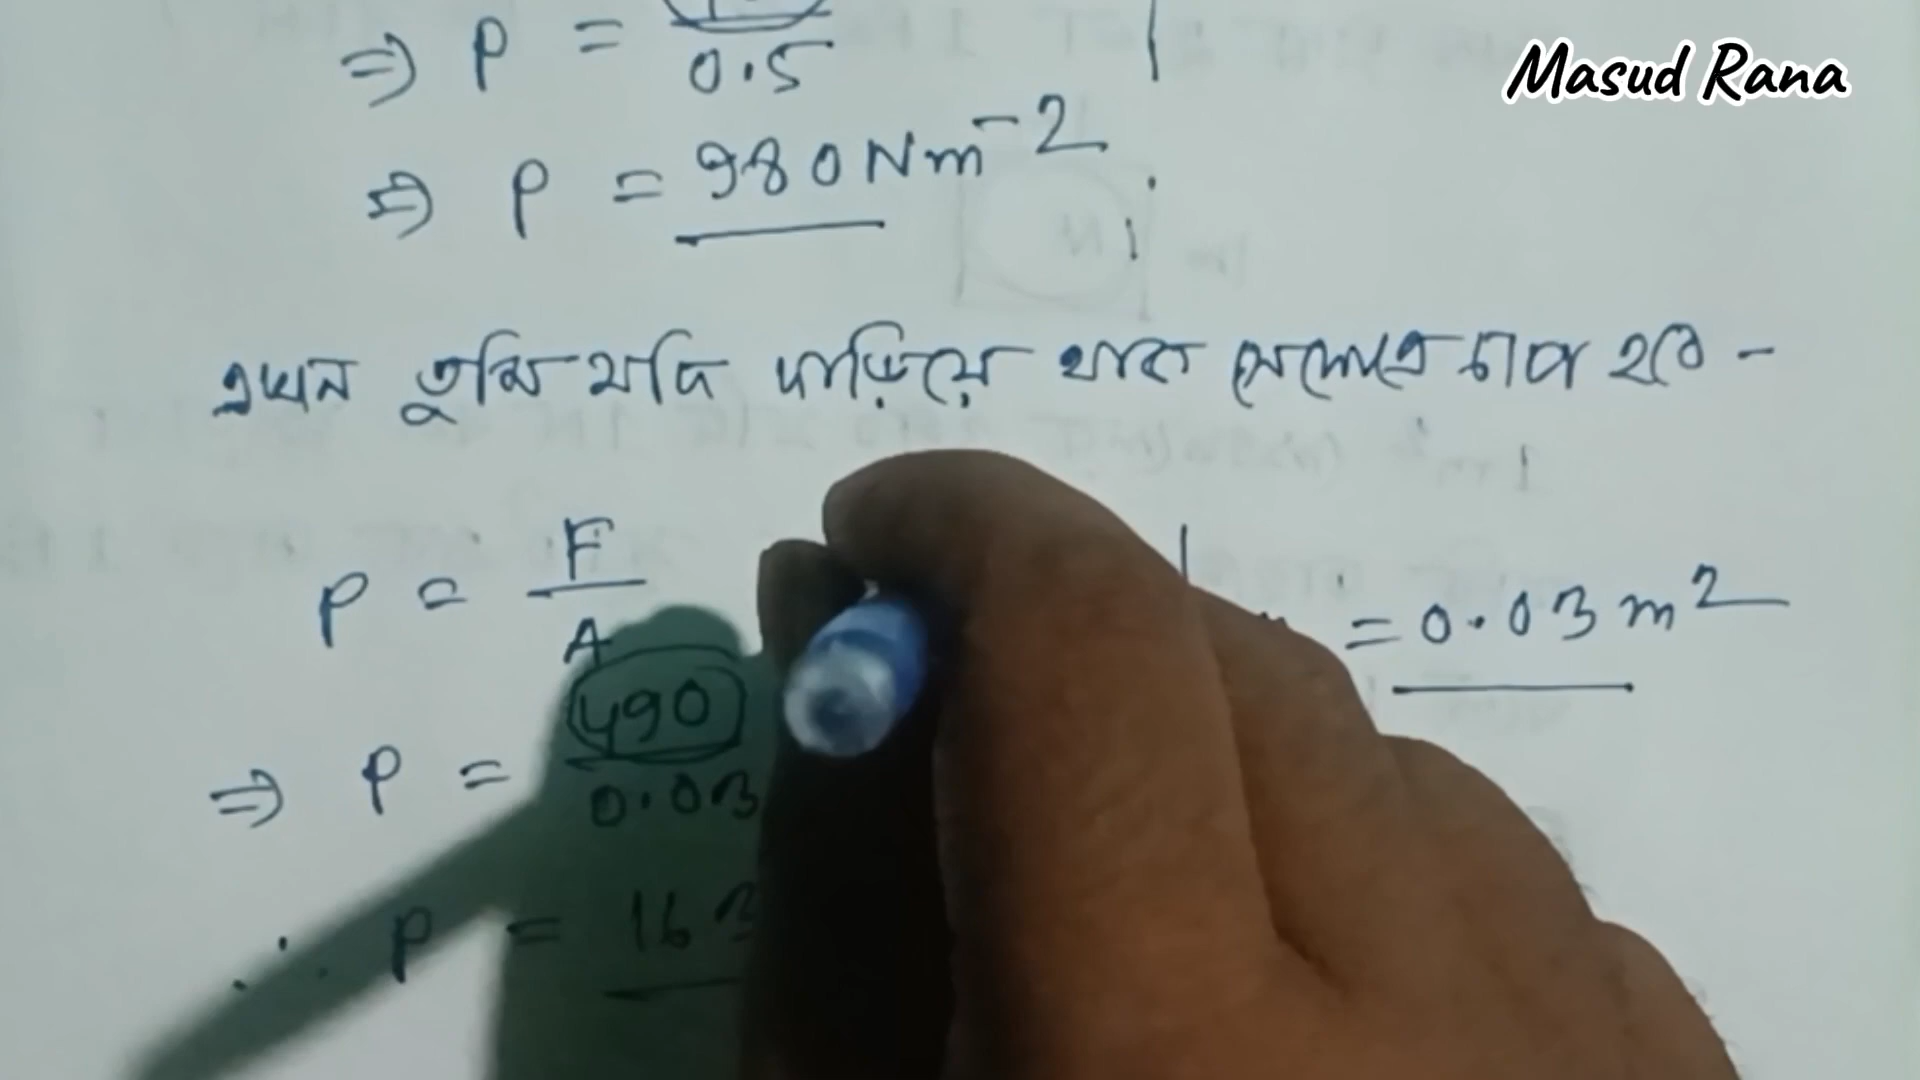 Masud Rana
⇒ P = 0.5
⇒ P = 980 Nm⁻²
এখন তুমি যদি দাড়িয়ে থাক সেক্ষেত্রে চাপ হবে -
P = F/A
= 0.03 m²
⇒ P = 490/0.03
∴ P = 163